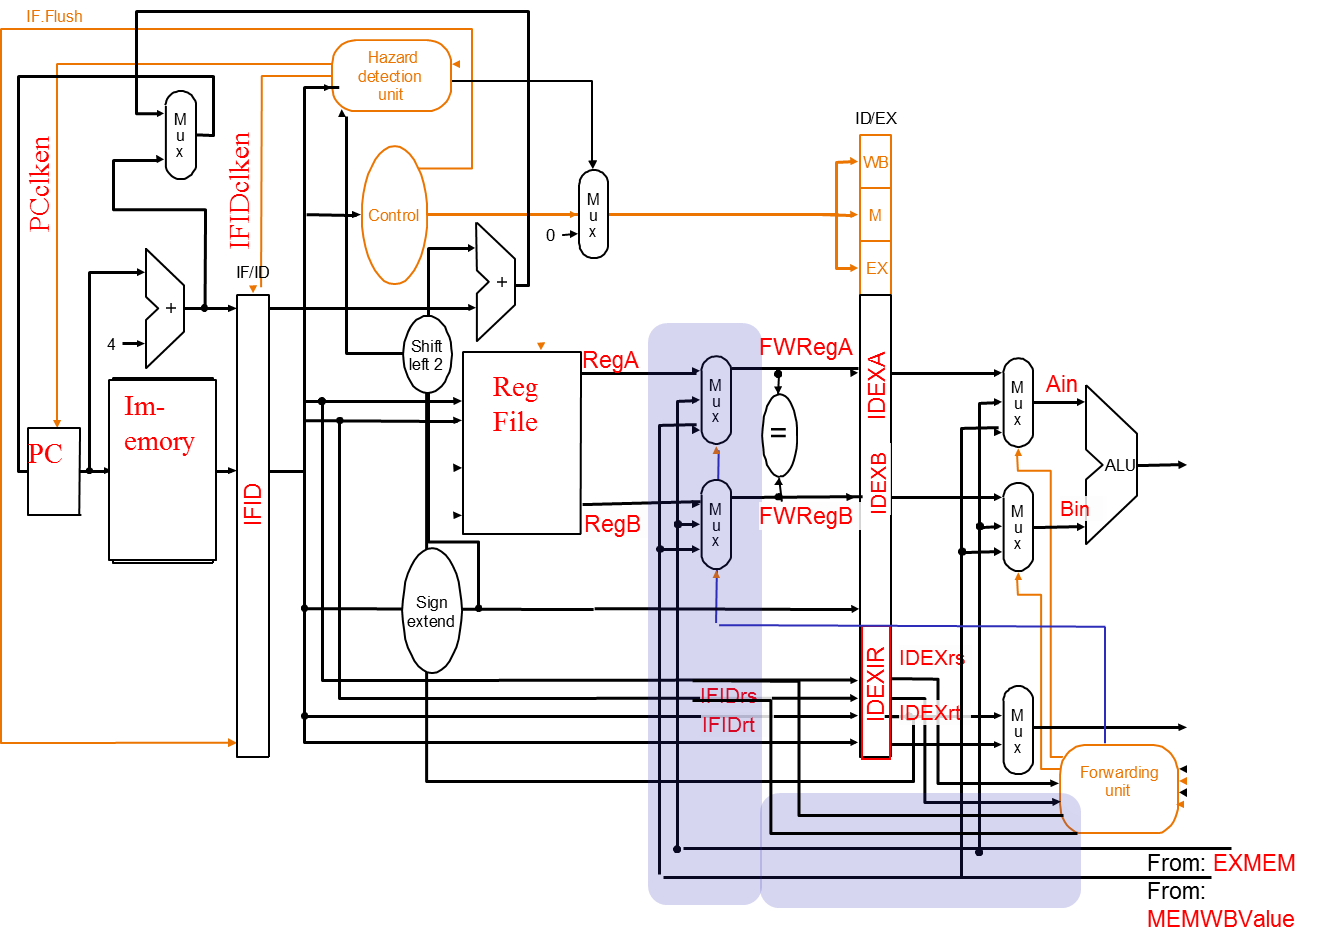 IF.Flush
Hazard
detection
unit
M
u
x
PCclken
IFIDclken
ID/EX
WB
M
EX
Control
M
u
x
0
+
IF/ID
+
4
Shift
left 2
RegA
FWRegA
Reg
File
Im-
emory
PC
IFID
M
u
x
=
IDEXA
IDEXB
M
u
x
Ain
ALU
RegB
M
u
x
FWRegB
M
u
x
Bin
Sign
extend
IDEXIR
IDEXrs
IFIDrs
IDEXrt
IFIDrt
M
u
x
Forwarding
unit
From: EXMEM
From:
MEMWBValue